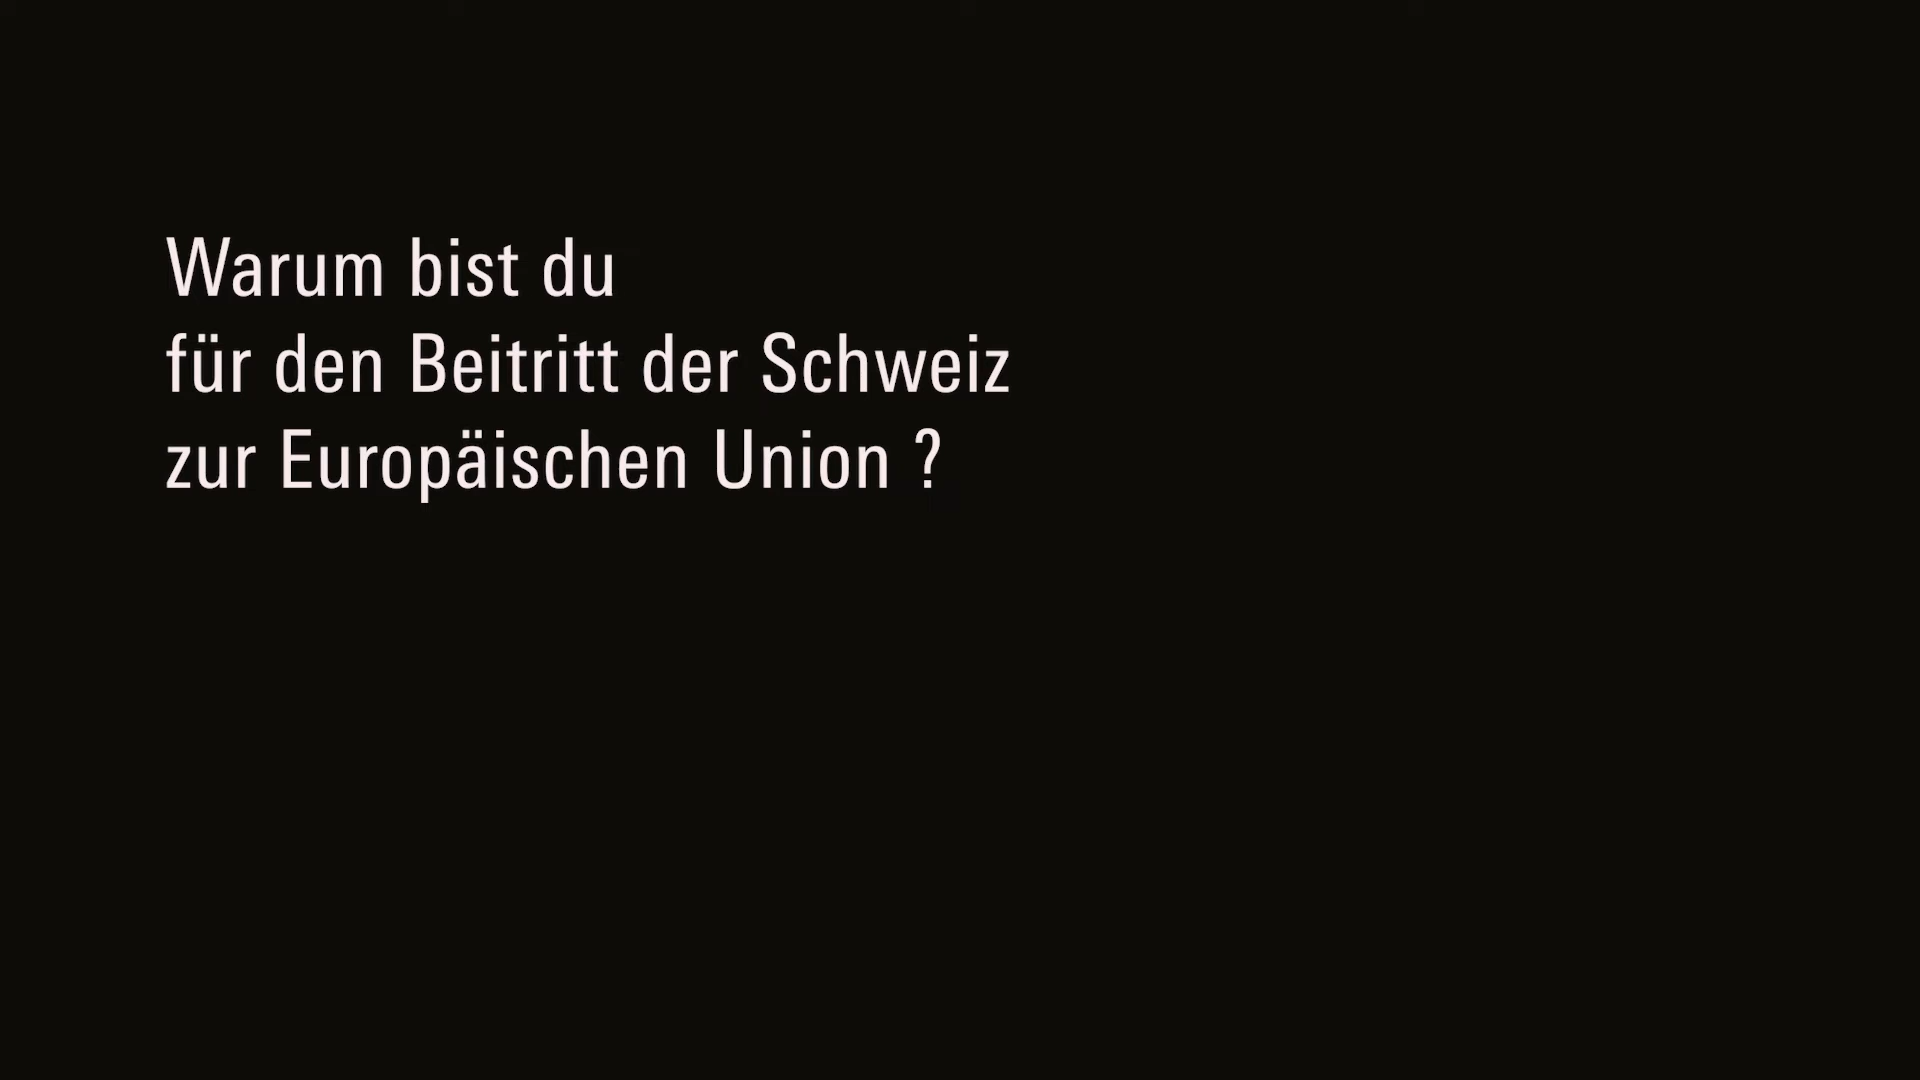 Warum bist du
für den Beitritt der Schweiz
zur Europäischen Union ?